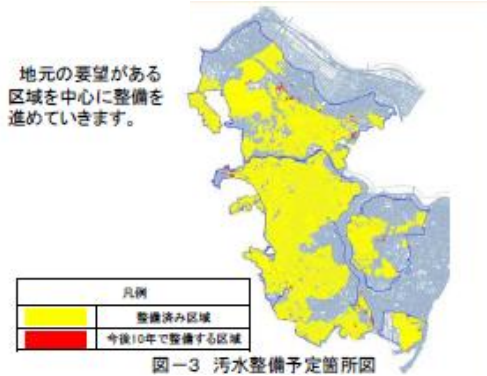 地元の要望がある
区域を中心に整備を
進めていきます。
凡例
整備済み区域
今後10年で整備する区域
図-3 汚水整備予定箇所図